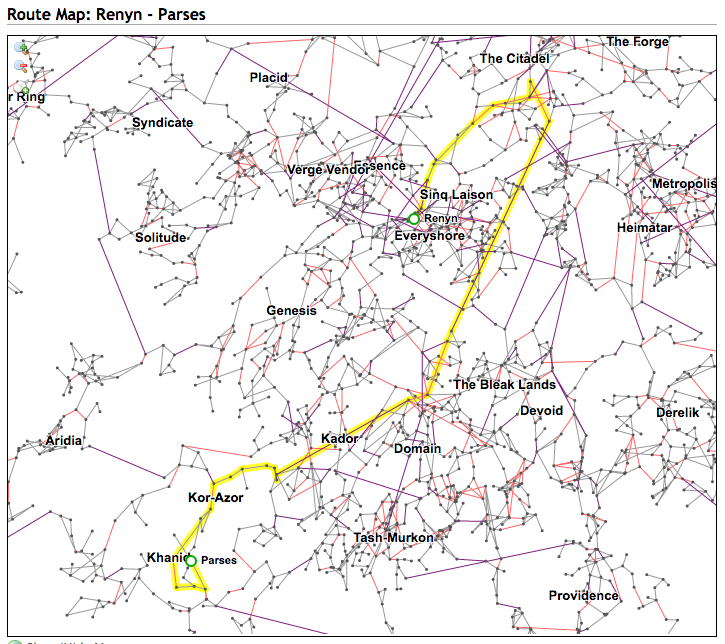 Route Map: Renyn - Parses
The Forge
The Citadel
Placid
r Ring
Syndicate
Verge Vendor
Essence
Metropolis
Sinq Laison
Renyn
Heimatar
Everyshore
Solitude
Genesis
The Bleak Lands
Devoid
Derelik
Kador
Aridia
Domain
Kor-Azor
Tash-Murkon
Khanid
Parses
Providence